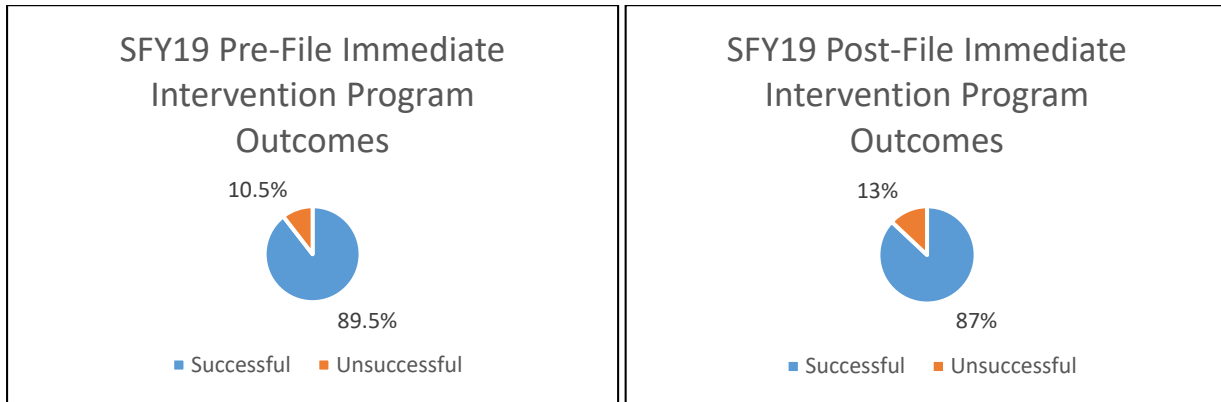 SFY19 Pre-File Immediate
Intervention Program
Outcomes
10.5%
89.5%
Successful
Unsuccessful
SFY19 Post-File Immediate
Intervention Program
Outcomes
13%
87%
Successful
Unsuccessful